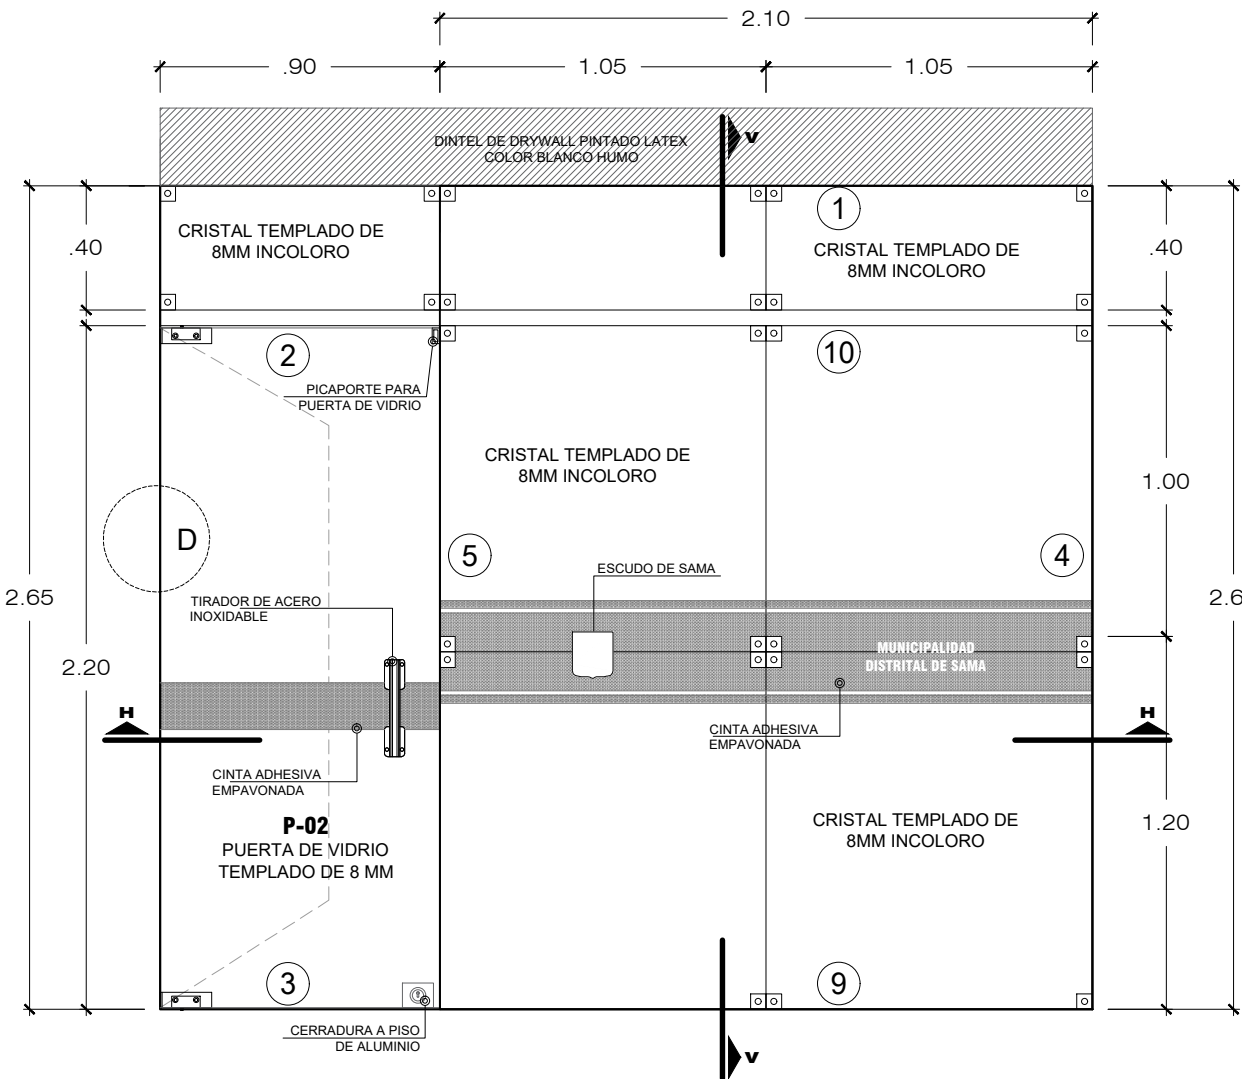 2.10
.90
1.05
1.05
DINTEL DE DRYWALL PINTADO LATEX
COLOR BLANCO HUMO
V
1
CRISTAL TEMPLADO DE
8MM INCOLORO
CRISTAL TEMPLADO DE
8MM INCOLORO
.40
.40
2
10
PICAPORTE PARA
PUERTA DE VIDRIO
CRISTAL TEMPLADO DE
8MM INCOLORO
1.00
D
5
4
ESCUDO DE SAMA
2.65
TIRADOR DE ACERO
INOXIDABLE
2.6
MUNICIPALIDAD
DISTRITAL DE SAMA
2.20
H
H
CINTA ADHESIVA
EMPAVONADA
CINTA ADHESIVA
EMPAVONADA
P-02
PUERTA DE VIDRIO
TEMPLADO DE 8 MM
CRISTAL TEMPLADO DE
8MM INCOLORO
1.20
3
9
CERRADURA A PISO
DE ALUMINIO
V